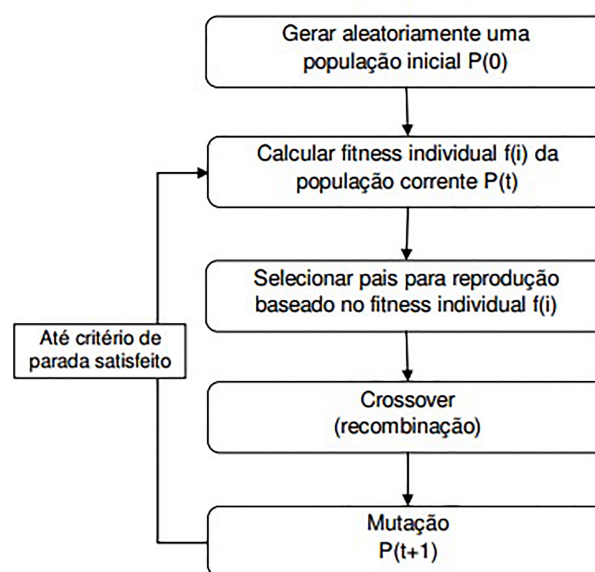 Gerar aleatoriamente uma
população inicial P(0)
Calcular fitness individual f(i) da
população corrente P(t)
Selecionar pais para reprodução
baseado no fitness individual f(i)
Até critério de
parada satisfeito
Crossover
(recombinação)
Mutação
P(t+1)